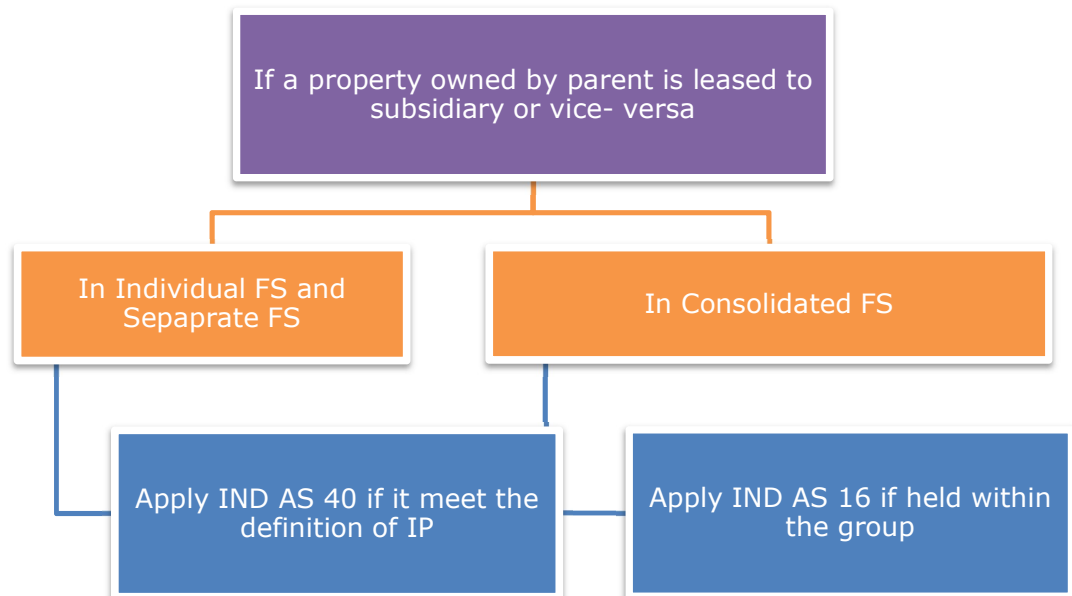 If a property owned by parent is leased to
subsidiary or vice- versa
In Individual FS and
Sepaprate FS
In Consolidated FS
Apply IND AS 40 if it meet the
definition of IP
Apply IND AS 16 if held within
the group